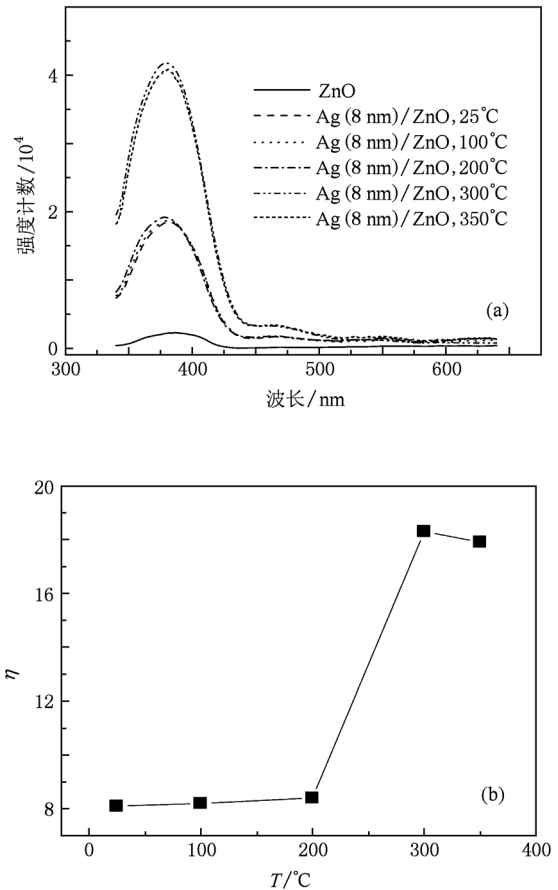 4
2
0
强度计数/10⁴
ZnO
Ag (8 nm)/ZnO, 25℃
Ag (8 nm)/ZnO, 100℃
Ag (8 nm)/ZnO, 200℃
Ag (8 nm)/ZnO, 300℃
Ag (8 nm)/ZnO, 350℃
(a)
300 400 500 600
波长/nm
20
16
12
8
η
(b)
0 100 200 300 400
T/℃